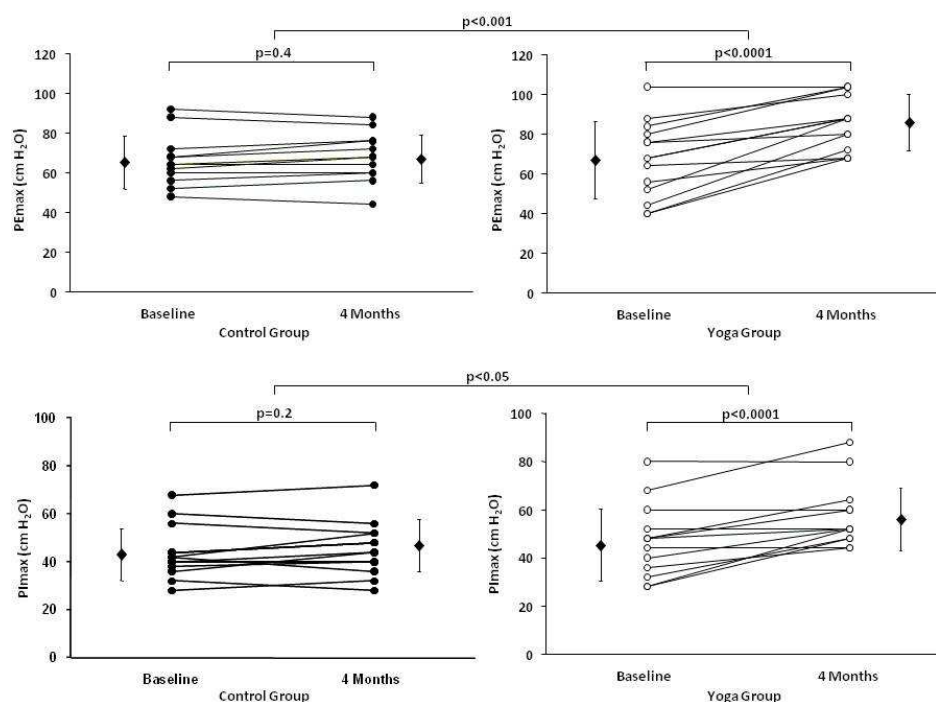 p<0.001
p=0.4
p<0.0001
120
100
80
60
40
20
0
PEmax (cm H₂O)
Baseline
4 Months
Control Group
120
100
80
60
40
20
0
PEmax (cm H₂O)
Baseline
4 Months
Yoga Group
p<0.05
p=0.2
p<0.0001
100
80
60
40
20
0
PImax (cm H₂O)
Baseline
4 Months
Control Group
100
80
60
40
20
0
PImax (cm H₂O)
Baseline
4 Months
Yoga Group